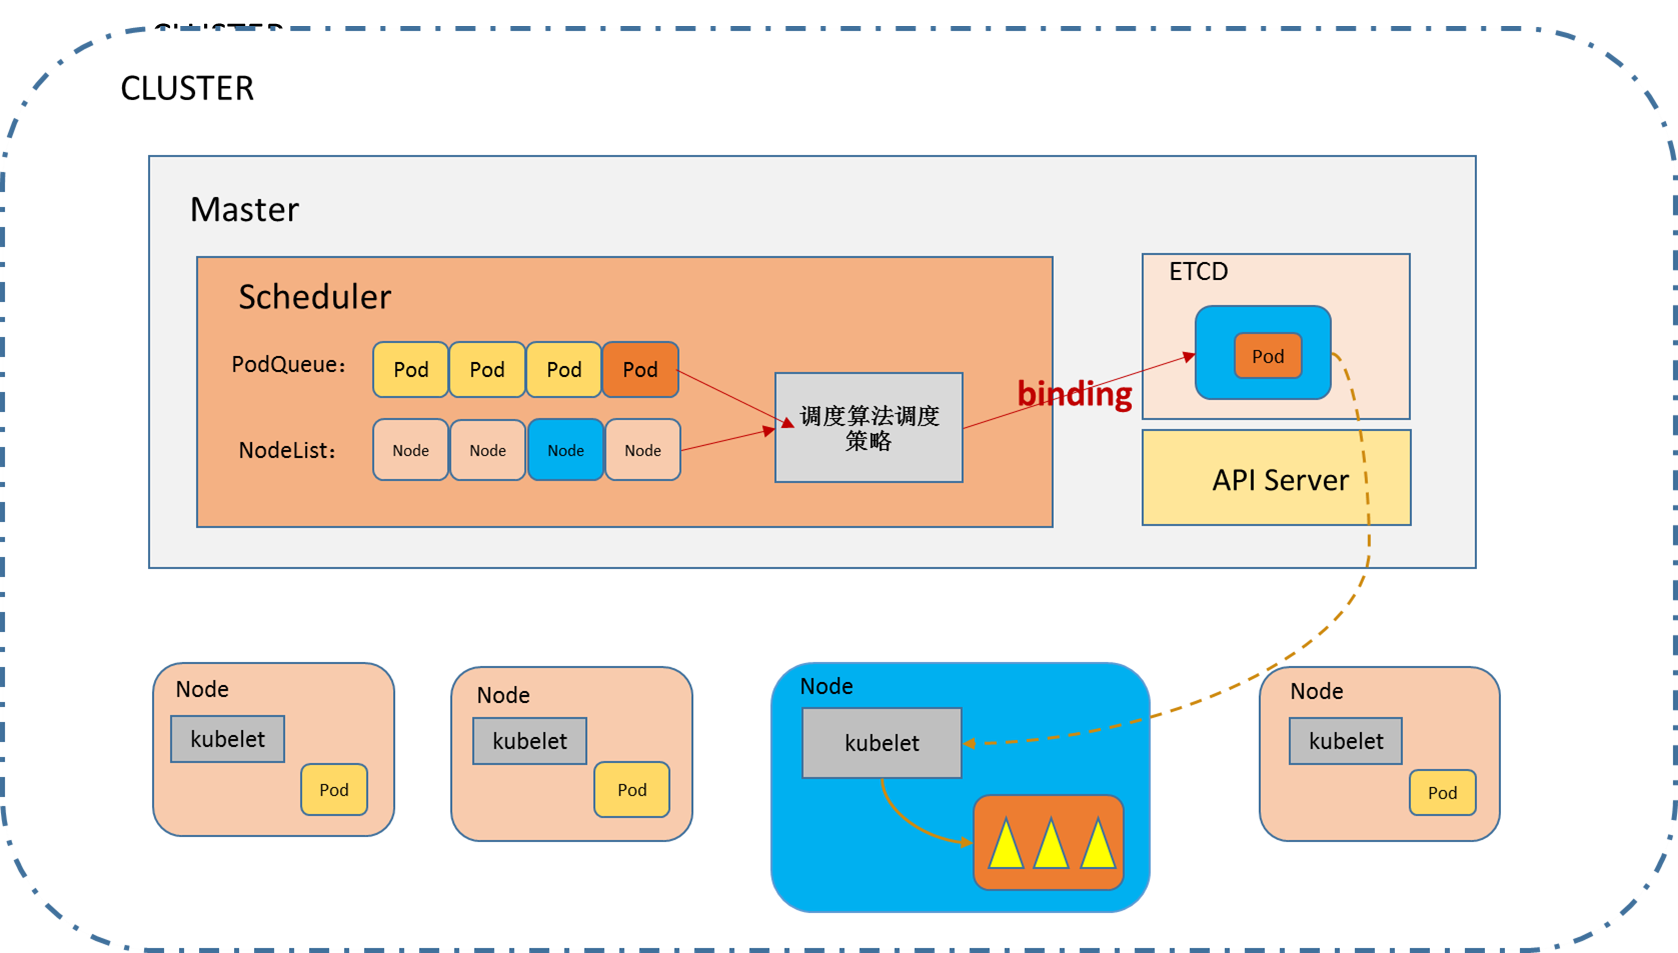 CLUSTER
CLUSTER
Master
Scheduler
PodQueue：
Pod
Pod
Pod
Pod
NodeList：
Node
Node
Node
Node
调度算法调度
策略
binding
ETCD
Pod
API Server
Node
kubelet
Pod
Node
kubelet
Pod
Node
kubelet
Node
kubelet
Pod